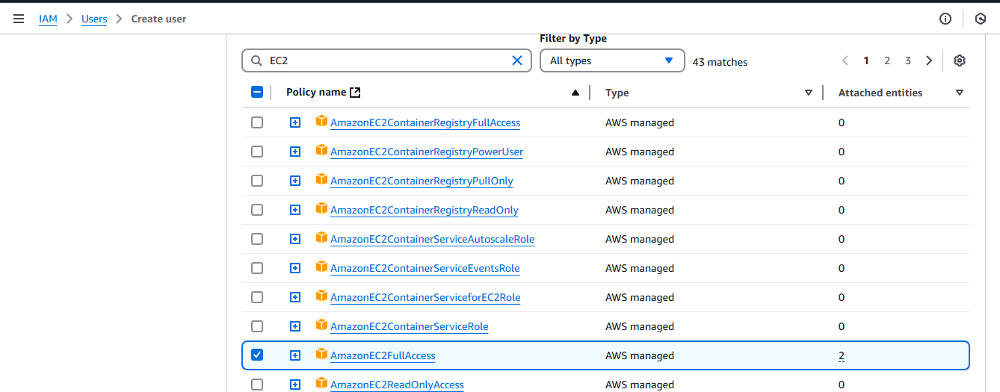 IAM > Users > Create user
Filter by Type
EC2
All types
43 matches
1 2 3
Policy name Type Attached entities
AmazonEC2ContainerRegistryFullAccess AWS managed 0
AmazonEC2ContainerRegistryPowerUser AWS managed 0
AmazonEC2ContainerRegistryPullOnly AWS managed 0
AmazonEC2ContainerRegistryReadOnly AWS managed 0
AmazonEC2ContainerServiceAutoscaleRole AWS managed 0
AmazonEC2ContainerServiceEventsRole AWS managed 0
AmazonEC2ContainerServiceforEC2Role AWS managed 0
AmazonEC2ContainerServiceRole AWS managed 0
AmazonEC2FullAccess AWS managed 2
AmazonEC2ReadOnlyAccess AWS managed 0